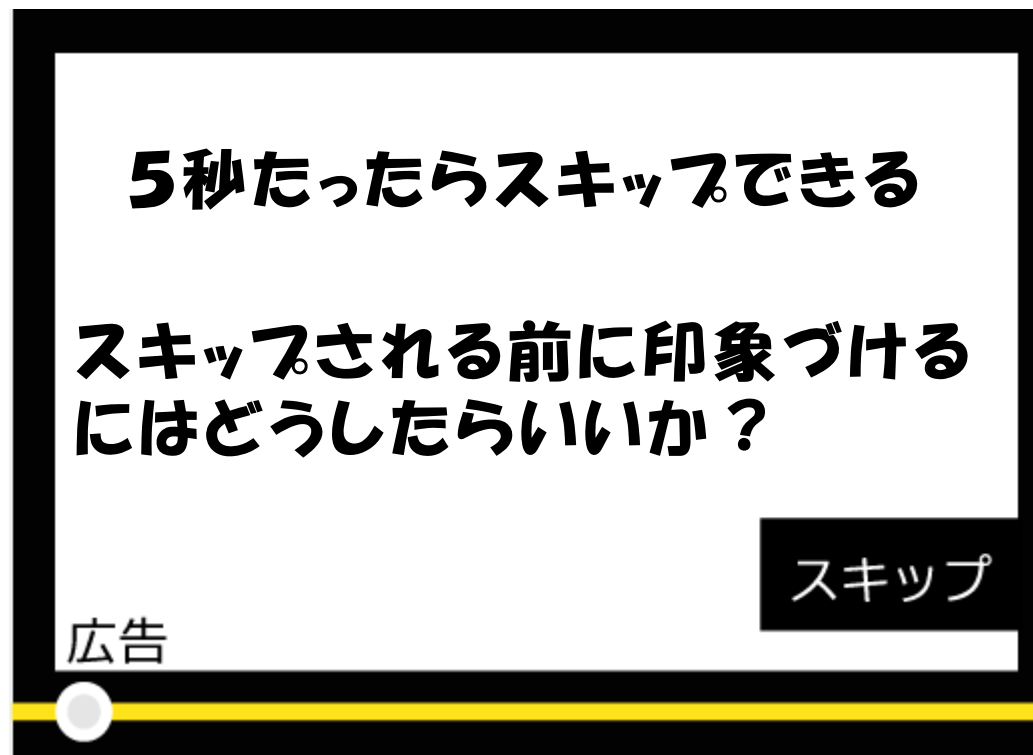 5秒たったらスキップできる
スキップされる前に印象づける
にはどうしたらいいか？
スキップ
広告